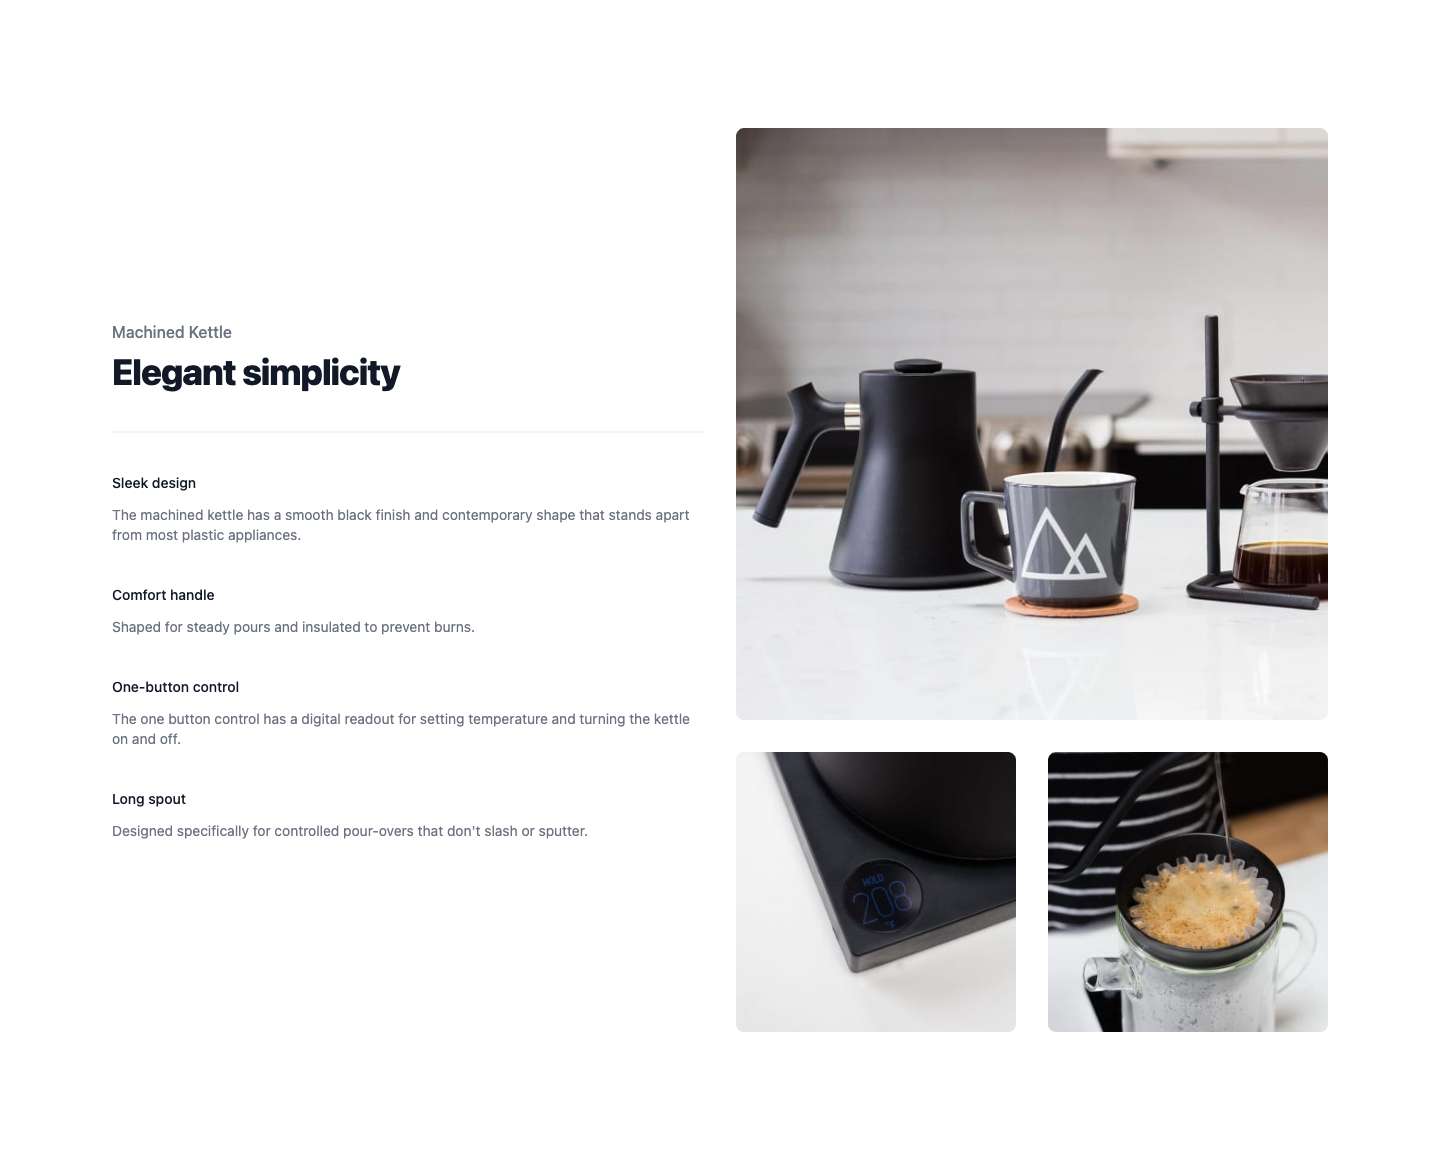 Machined Kettle
Elegant simplicity
Sleek design
The machined kettle has a smooth black finish and contemporary shape that stands apart
from most plastic appliances.
Comfort handle
Shaped for steady pours and insulated to prevent burns.
One-button control
The one button control has a digital readout for setting temperature and turning the kettle
on and off.
Long spout
Designed specifically for controlled pour-overs that don't slash or sputter.
HOLD
208
°F